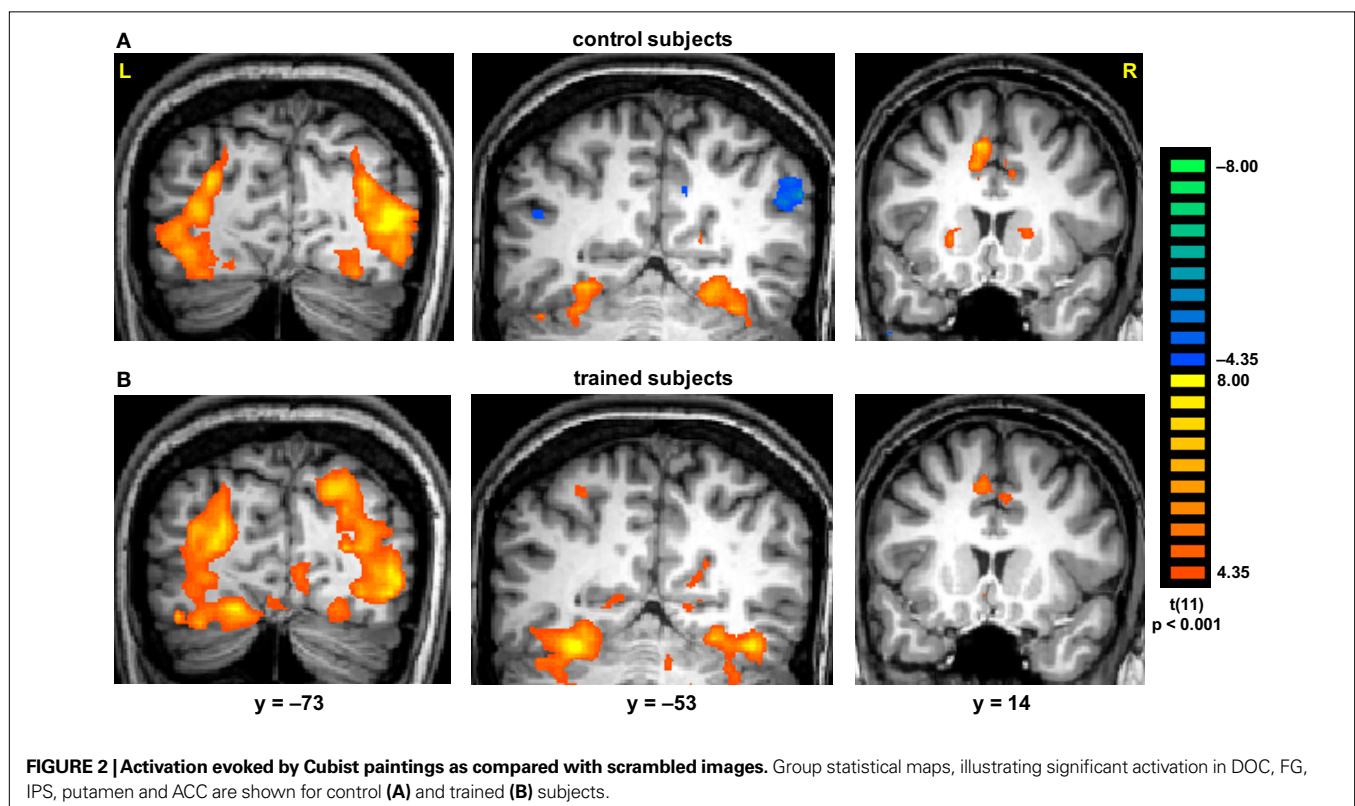 A
control subjects
L
R
–8.00
–4.35
8.00
4.35
t(11)
p < 0.001
B
trained subjects
y = –73
y = –53
y = 14
FIGURE 2 | Activation evoked by Cubist paintings as compared with scrambled images. Group statistical maps, illustrating significant activation in DOC, FG,
IPS, putamen and ACC are shown for control (A) and trained (B) subjects.